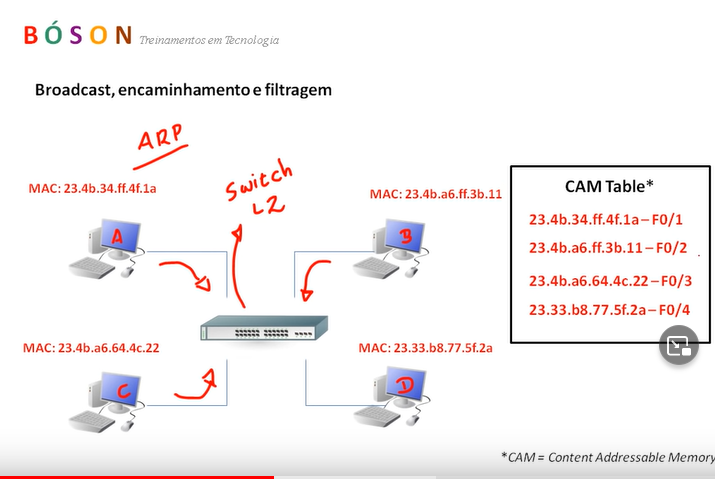 BÓSON Treinamentos em Tecnologia
Broadcast, encaminhamento e filtragem
ARP
Switch
L2
MAC: 23.4b.34.ff.4f.1a
MAC: 23.4b.a6.ff.3b.11
A
B
MAC: 23.4b.a6.64.4c.22
MAC: 23.33.b8.77.5f.2a
C
D
CAM Table*
23.4b.34.ff.4f.1a – F0/1
23.4b.a6.ff.3b.11 – F0/2
23.4b.a6.64.4c.22 – F0/3
23.33.b8.77.5f.2a – F0/4
*CAM = Content Addressable Memory